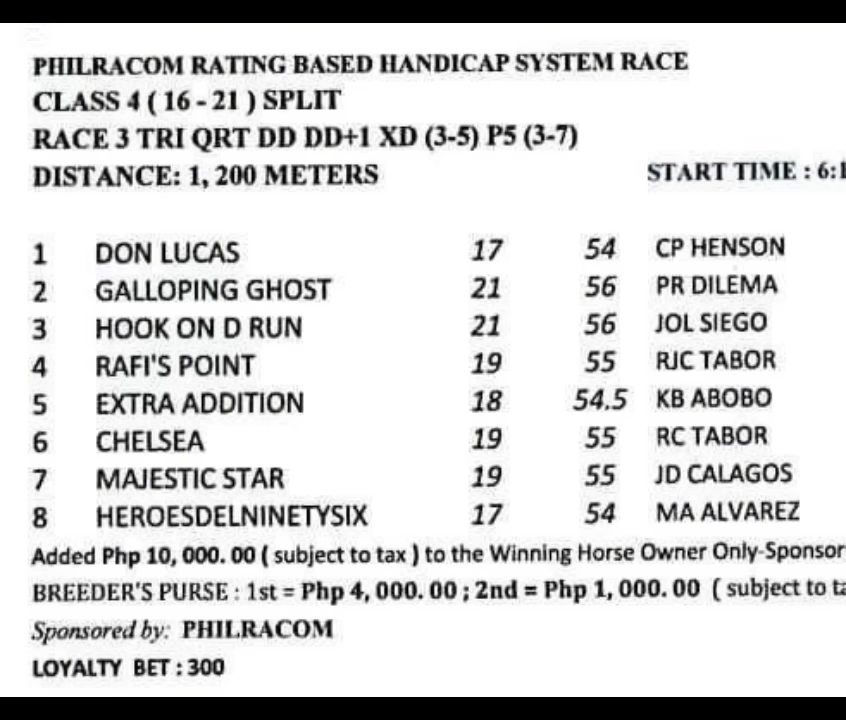 PHILRACOM RATING BASED HANDICAP SYSTEM RACE
CLASS 4 ( 16 - 21 ) SPLIT
RACE 3 TRI QRT DD DD+1 XD (3-5) P5 (3-7)
DISTANCE: 1, 200 METERS START TIME : 6:1
1 DON LUCAS 17 54 CP HENSON
2 GALLOPING GHOST 21 56 PR DILEMA
3 HOOK ON D RUN 21 56 JOL SIEGO
4 RAFI'S POINT 19 55 RJC TABOR
5 EXTRA ADDITION 18 54.5 KB ABOBO
6 CHELSEA 19 55 RC TABOR
7 MAJESTIC STAR 19 55 JD CALAGOS
8 HEROESDELNINETYSIX 17 54 MA ALVAREZ
Added Php 10, 000. 00 ( subject to tax ) to the Winning Horse Owner Only-Sponsor
BREEDER'S PURSE : 1st = Php 4, 000. 00 ; 2nd = Php 1, 000. 00 ( subject to ta
Sponsored by: PHILRACOM
LOYALTY BET : 300